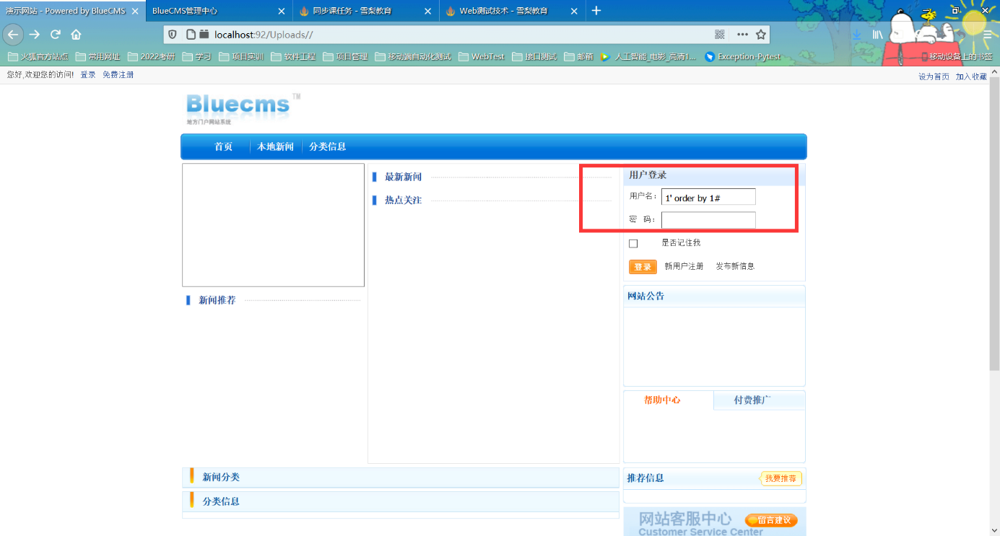 演示网站 - Powered by BlueCMS
BlueCMS管理中心
同步课任务 - 雪梨教育
Web测试技术 - 雪梨教育
localhost:92/Uploads//
火狐官方站点 常用网址 2022考研 学习 项目实训 软件工程 项目管理 移动端自动化测试 WebTest 接口测试 邮箱 人工智能_电影_高清1... Exception-Pytest 移动设备上的书签
您好,欢迎您的访问! 登录 免费注册
设为首页 加入收藏
Bluecms TM
地方门户网站系统
首页 本地新闻 分类信息
最新新闻
热点关注
新闻推荐
用户登录
用户名: 1' order by 1#
密 码:
是否记住我
登录 新用户注册 发布新信息
网站公告
帮助中心 付费推广
新闻分类
分类信息
推荐信息 我要推荐
网站客服中心 留言建议
Customer Service Center